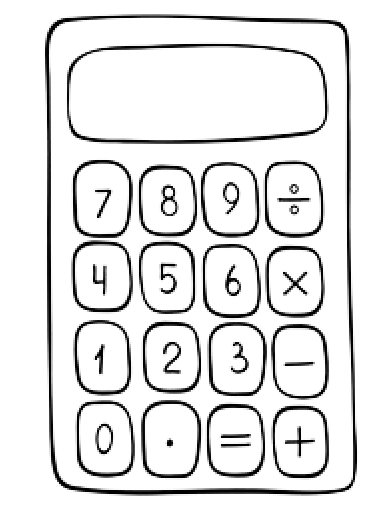 7 8 9 ÷
4 5 6 ×
1 2 3 −
0 . = +